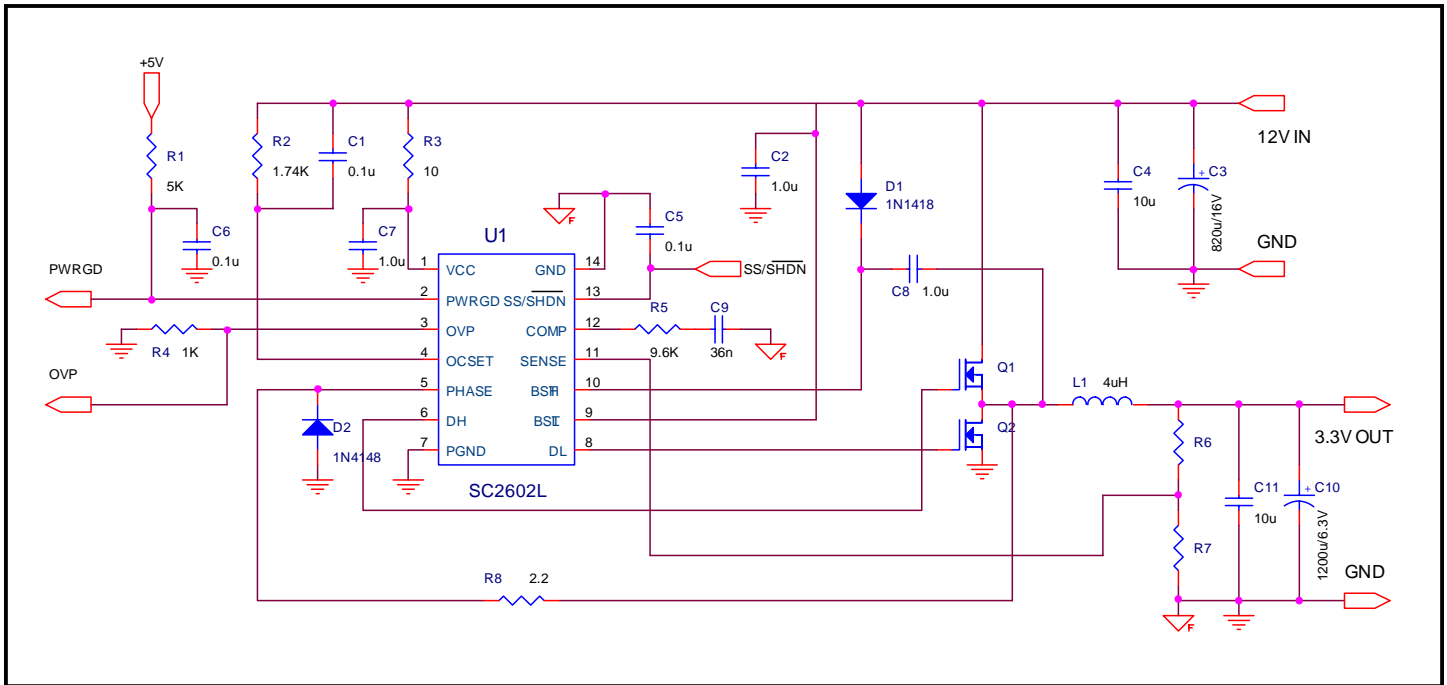 +5V
R1
5K
R2
1.74K
C1
0.1u
R3
10
C2
1.0u
12V IN
C4
10u
+
C3
820u/16V
GND
D1
1N1418
F
C5
0.1u
C6
0.1u
C7
1.0u
U1
SS/SHDN
C8
1.0u
PWRGD
1
VCC
GND
14
2
PWRGD
SS/SHDN
13
3
OVP
COMP
12
4
OCSET
SENSE
11
5
PHASE
BSTH
10
6
DH
BSTL
9
7
PGND
DL
8
SC2602L
R4
1K
OVP
R5
9.6K
C9
36n
F
D2
1N4148
Q1
Q2
L1
4uH
3.3V OUT
R6
R7
C11
10u
+
C10
1200u/6.3V
GND
R8
2.2
F